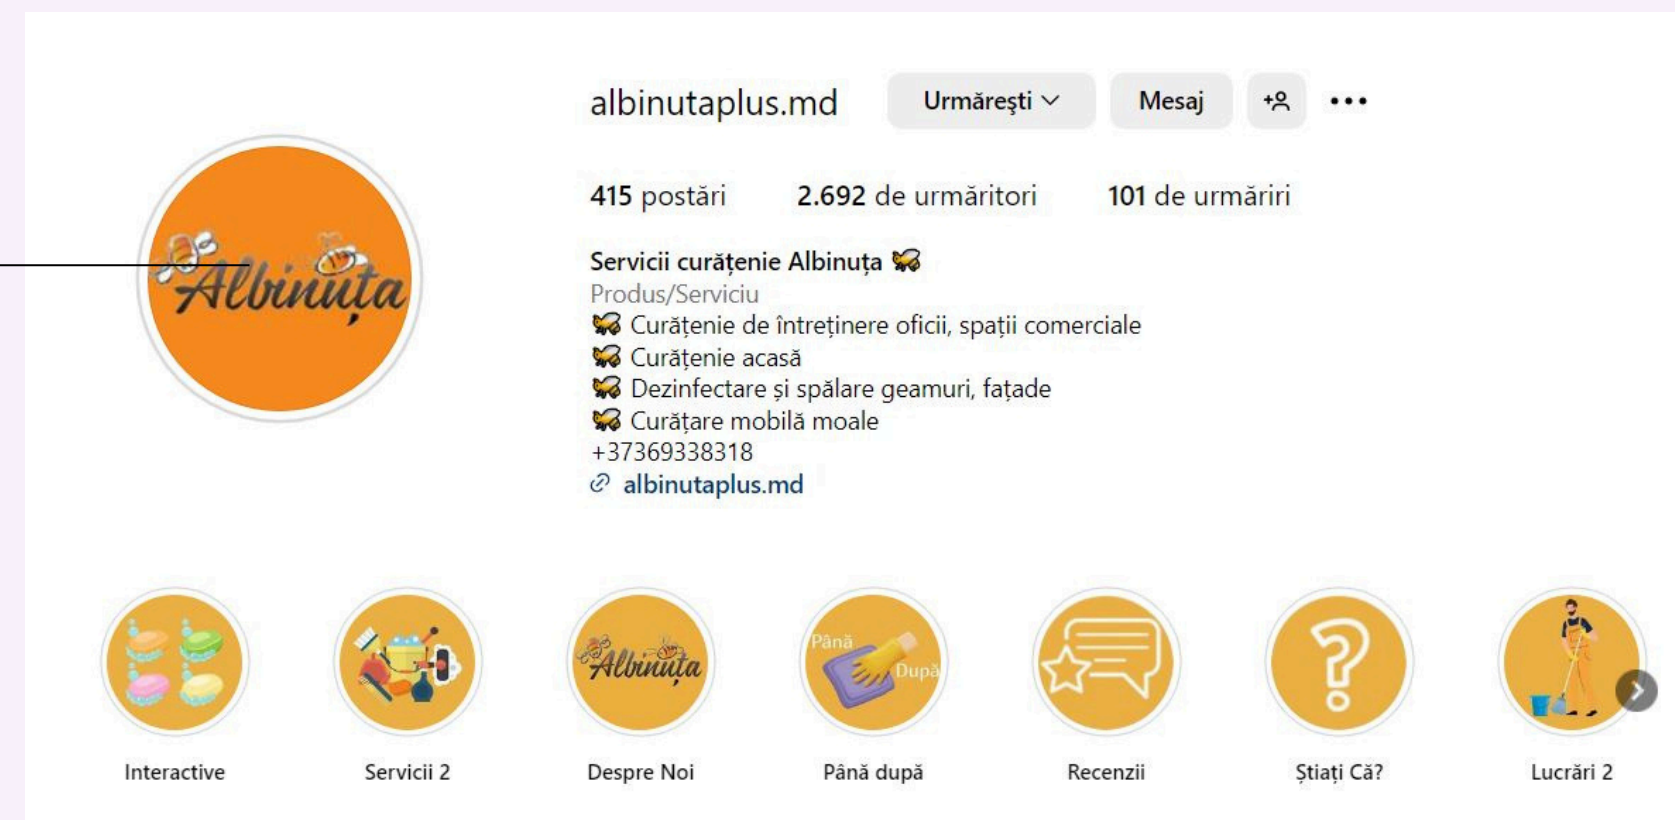 albinutaplus.md Urmărești Mesaj
415 postări 2.692 de urmăritori 101 de urmăriri
Albinuța
Servicii curățenie Albinuța 🐝
Produs/Serviciu
🐝 Curățenie de întreținere oficii, spații comerciale
🐝 Curățenie acasă
🐝 Dezinfectare și spălare geamuri, fațade
🐝 Curățare mobilă moale
+37369338318
albinutaplus.md
Albinuța
Până
După
Interactive Servicii 2 Despre Noi Până după Recenzii Știați Că? Lucrări 2